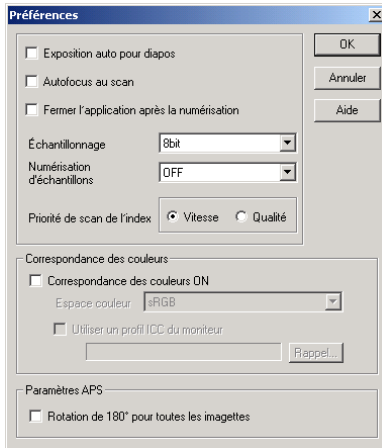 Préférences
OK
Annuler
Aide
Exposition auto pour diapos
Autofocus au scan
Fermer l'application après la numérisation
Échantillonnage 8bit
Numérisation d'échantillons OFF
Priorité de scan de l'index Vitesse Qualité
Correspondance des couleurs
Correspondance des couleurs ON
Espace couleur sRGB
Utiliser un profil ICC du moniteur
Rappel...
Paramètres APS
Rotation de 180° pour toutes les imagettes